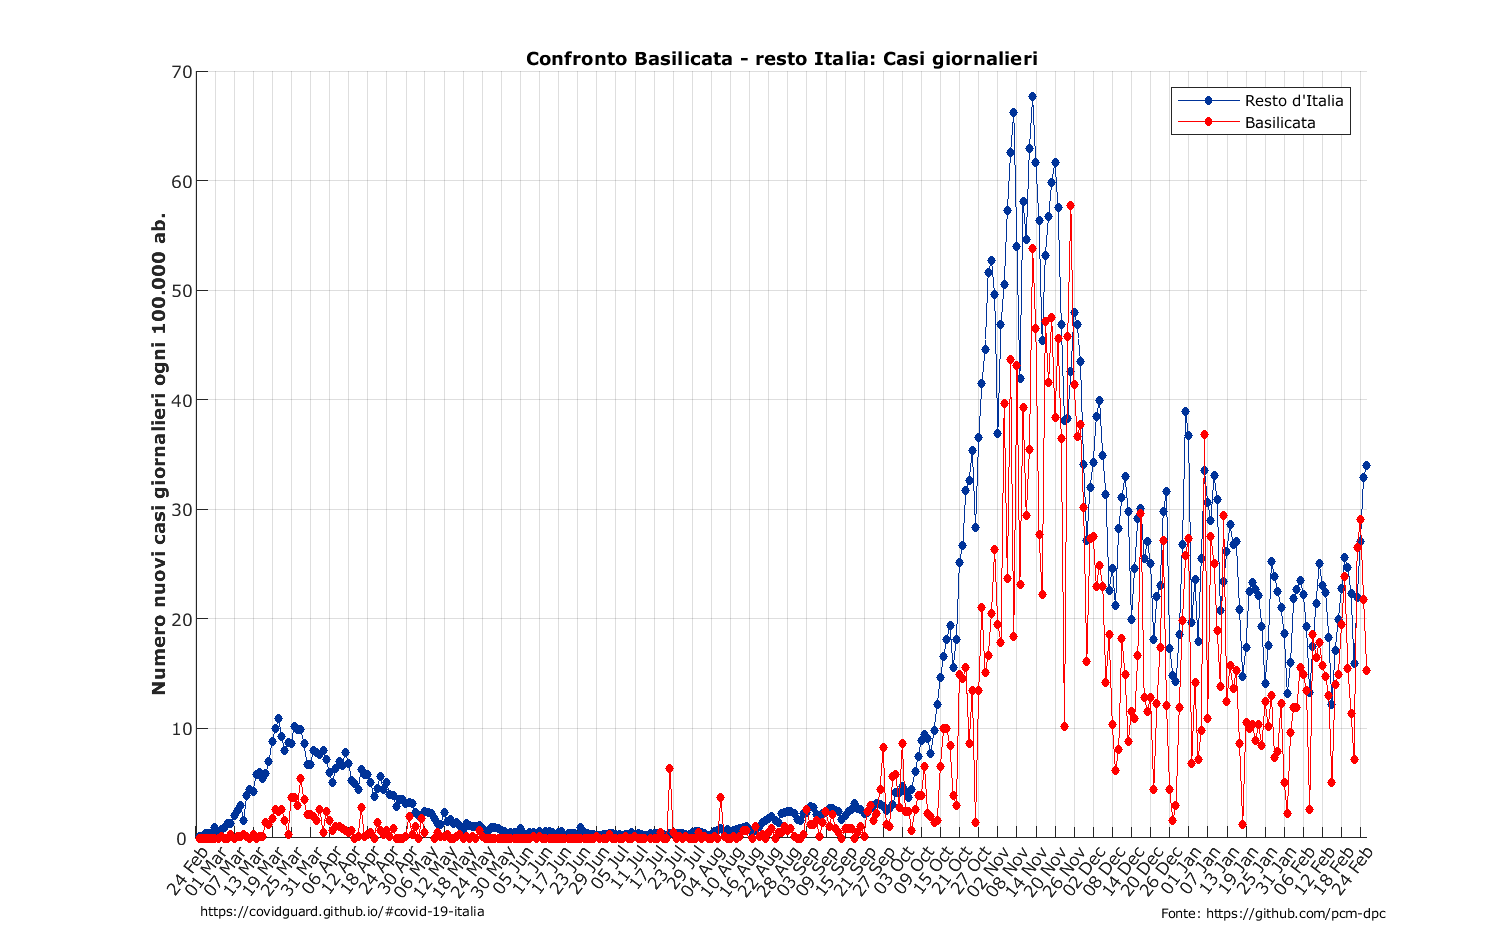 Confronto Basilicata - resto Italia: Casi giornalieri
Numero nuovi casi giornalieri ogni 100.000 ab.
70
60
50
40
30
20
10
0
Resto d'Italia
Basilicata
24 Feb
01 Mar
07 Mar
13 Mar
19 Mar
25 Mar
31 Mar
06 Apr
12 Apr
18 Apr
24 Apr
30 Apr
06 May
12 May
18 May
24 May
30 May
05 Jun
11 Jun
17 Jun
23 Jun
29 Jul
05 Jul
11 Jul
17 Jul
23 Jul
29 Jul
04 Aug
10 Aug
16 Aug
22 Aug
28 Aug
03 Sep
09 Sep
15 Sep
21 Sep
27 Sep
03 Oct
09 Oct
15 Oct
21 Oct
27 Oct
02 Nov
08 Nov
14 Nov
20 Nov
26 Nov
02 Dec
08 Dec
14 Dec
20 Dec
26 Dec
01 Jan
07 Jan
13 Jan
19 Jan
25 Jan
31 Jan
06 Feb
12 Feb
18 Feb
24 Feb
https://covidguard.github.io/#covid-19-italia
Fonte: https://github.com/pcm-dpc